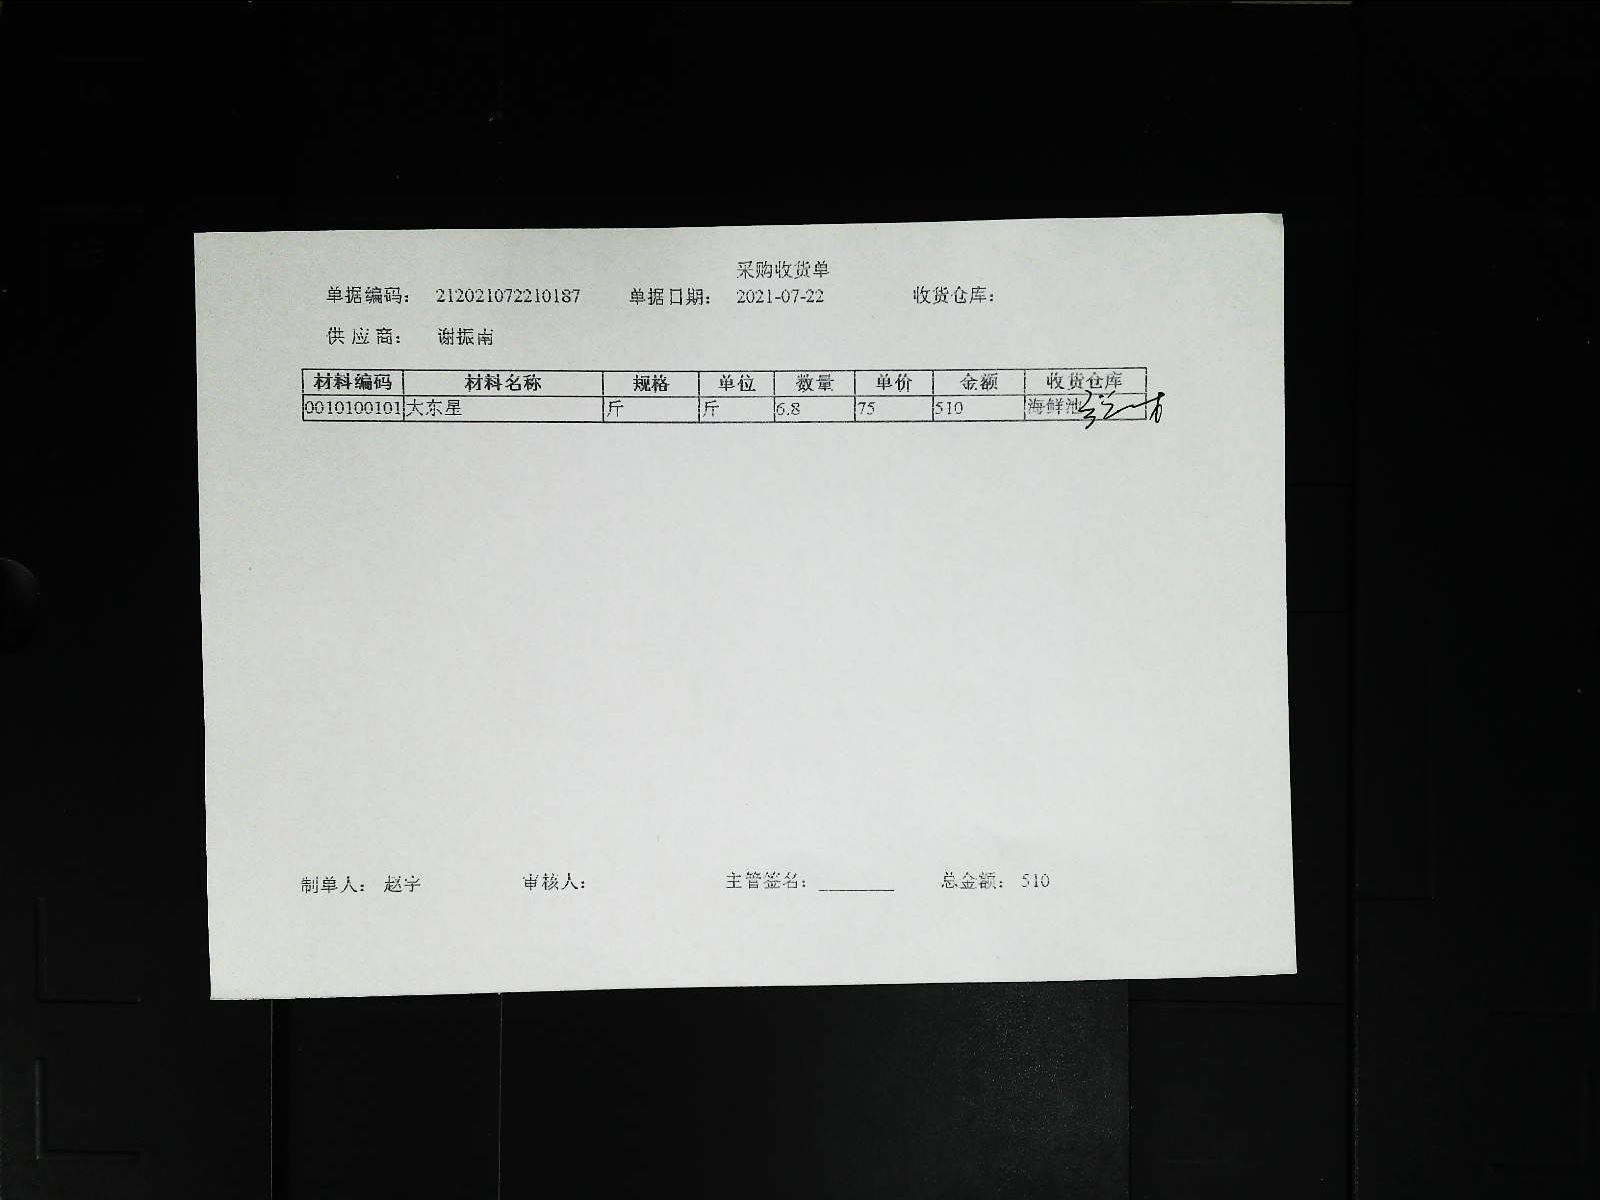 采购收货单
单据编码： 212021072210187 单据日期： 2021-07-22 收货仓库：
供 应 商： 谢振南
材料编码 材料名称 规格 单位 数量 单价 金额 收货仓库
0010100101 大东星 斤 斤 6.8 75 510 海鲜池
制单人： 赵宇 审核人： 主管签名： ________ 总金额： 510